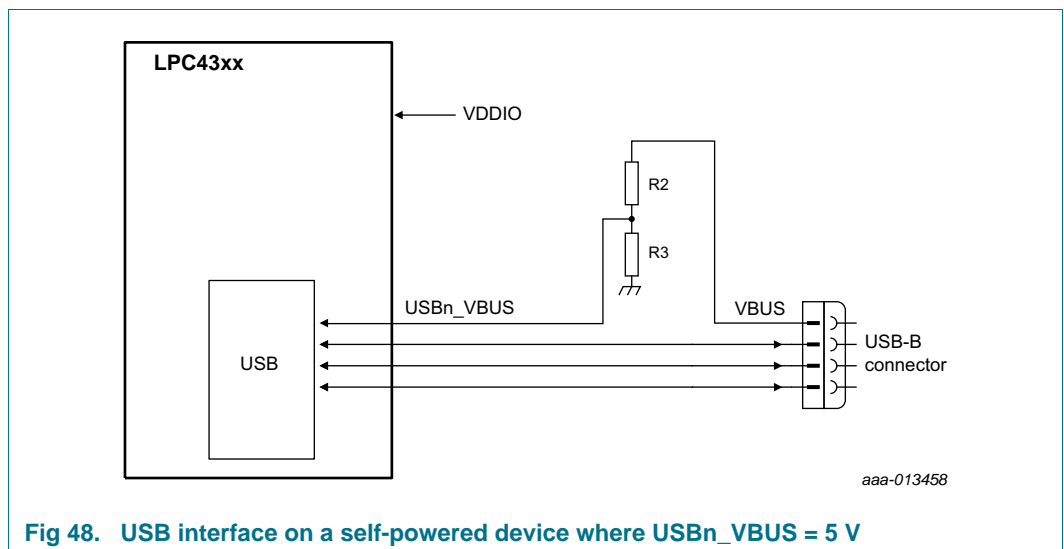 LPC43xx
VDDIO
R2
R3
USBn_VBUS
VBUS
USB
USB-B
connector
aaa-013458
Fig 48. USB interface on a self-powered device where USBn_VBUS = 5 V